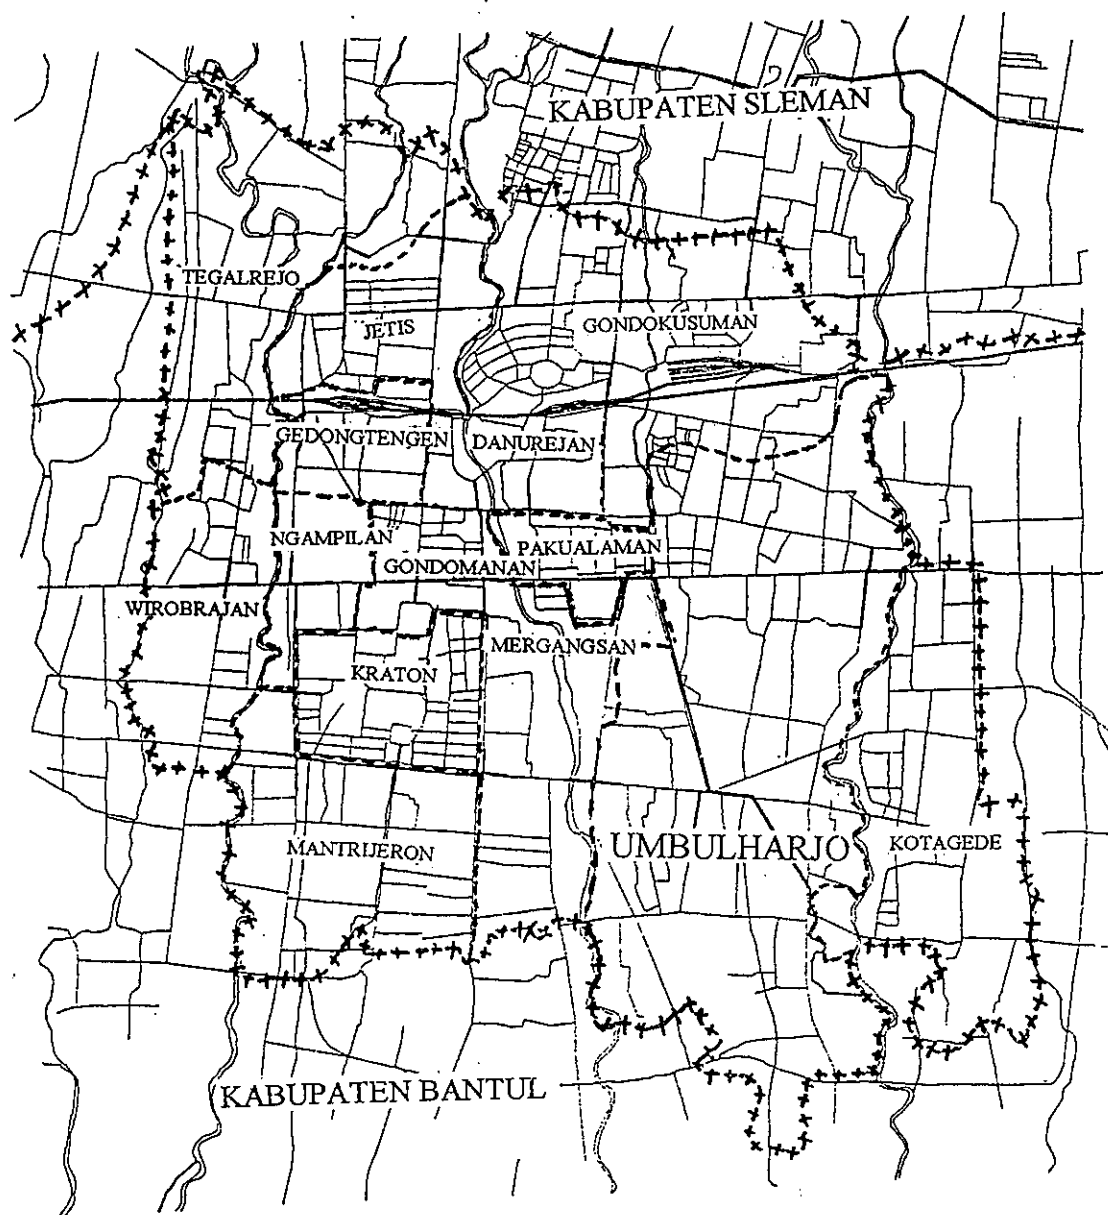 KABUPATEN SLEMAN
TEGALREJO
JETIS
GONDOKUSUMAN
GEDONGTENGEN
DANUREJAN
NGAMPILAN
PAKUALAMAN
GONDOMANAN
WIROBRAJAN
MERGANGSAN
KRATON
MANTRIJERON
UMBULHARJO
KOTAGEDE
KABUPATEN BANTUL